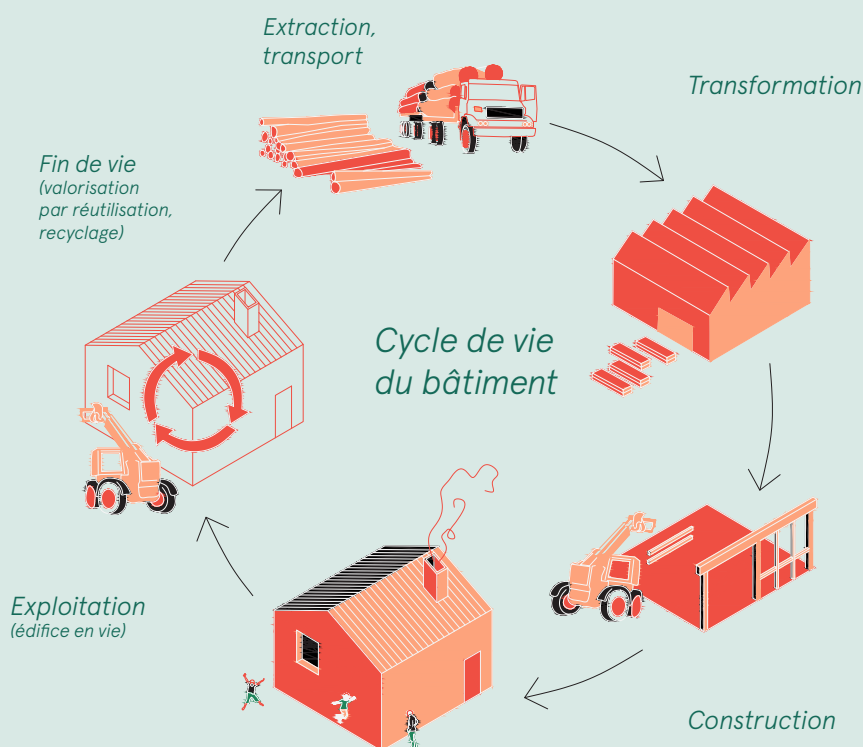 Extraction,
transport
Transformation
Fin de vie
(valorisation
par réutilisation,
recyclage)
Cycle de vie
du bâtiment
Exploitation
(édifice en vie)
Construction